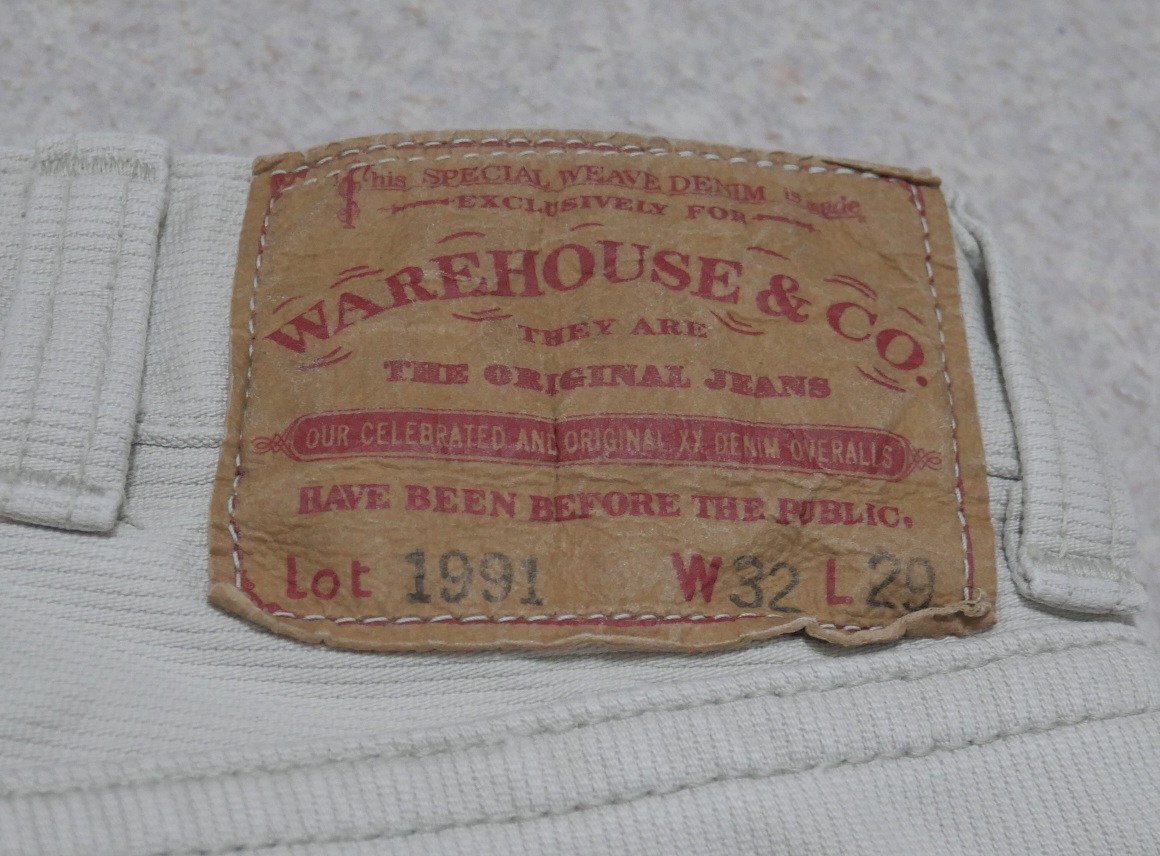 This SPECIAL WEAVE DENIM is made
EXCLUSIVELY FOR
WAREHOUSE & CO.
THEY ARE
THE ORIGINAL JEANS
OUR CELEBRATED AND ORIGINAL XX DENIM OVERALLS
HAVE BEEN BEFORE THE PUBLIC.
Lot 1991 W32 L29